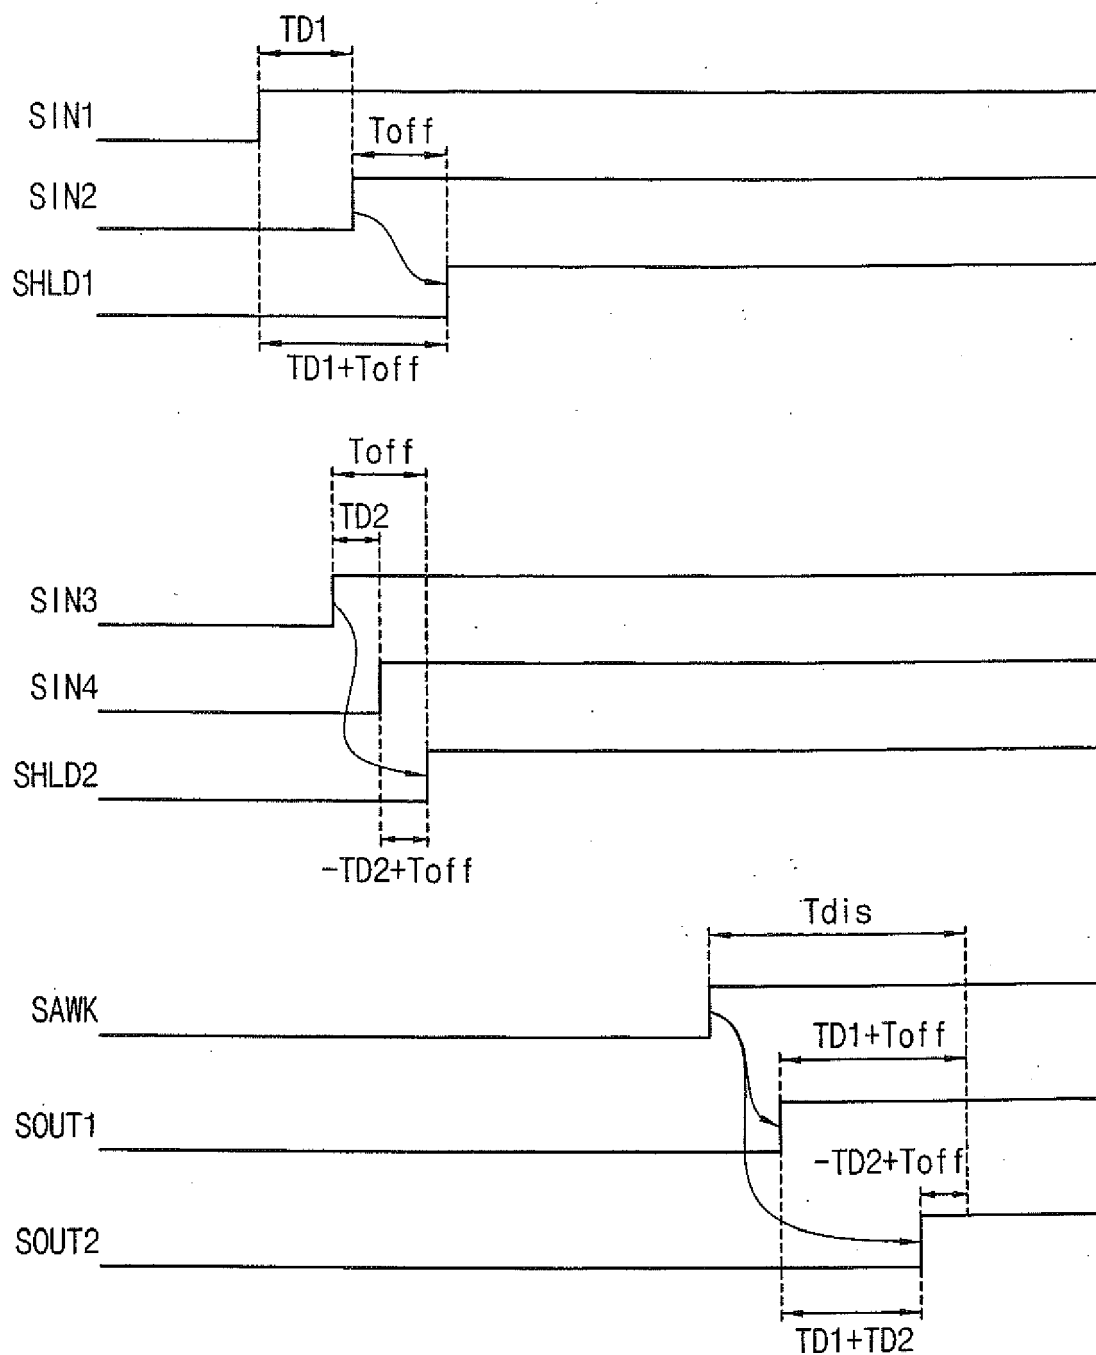 TD1
SIN1
Toff
SIN2
SHLD1
TD1+Toff
Toff
TD2
SIN3
SIN4
SHLD2
-TD2+Toff
Tdis
SAWK
TD1+Toff
SOUT1
-TD2+Toff
SOUT2
TD1+TD2